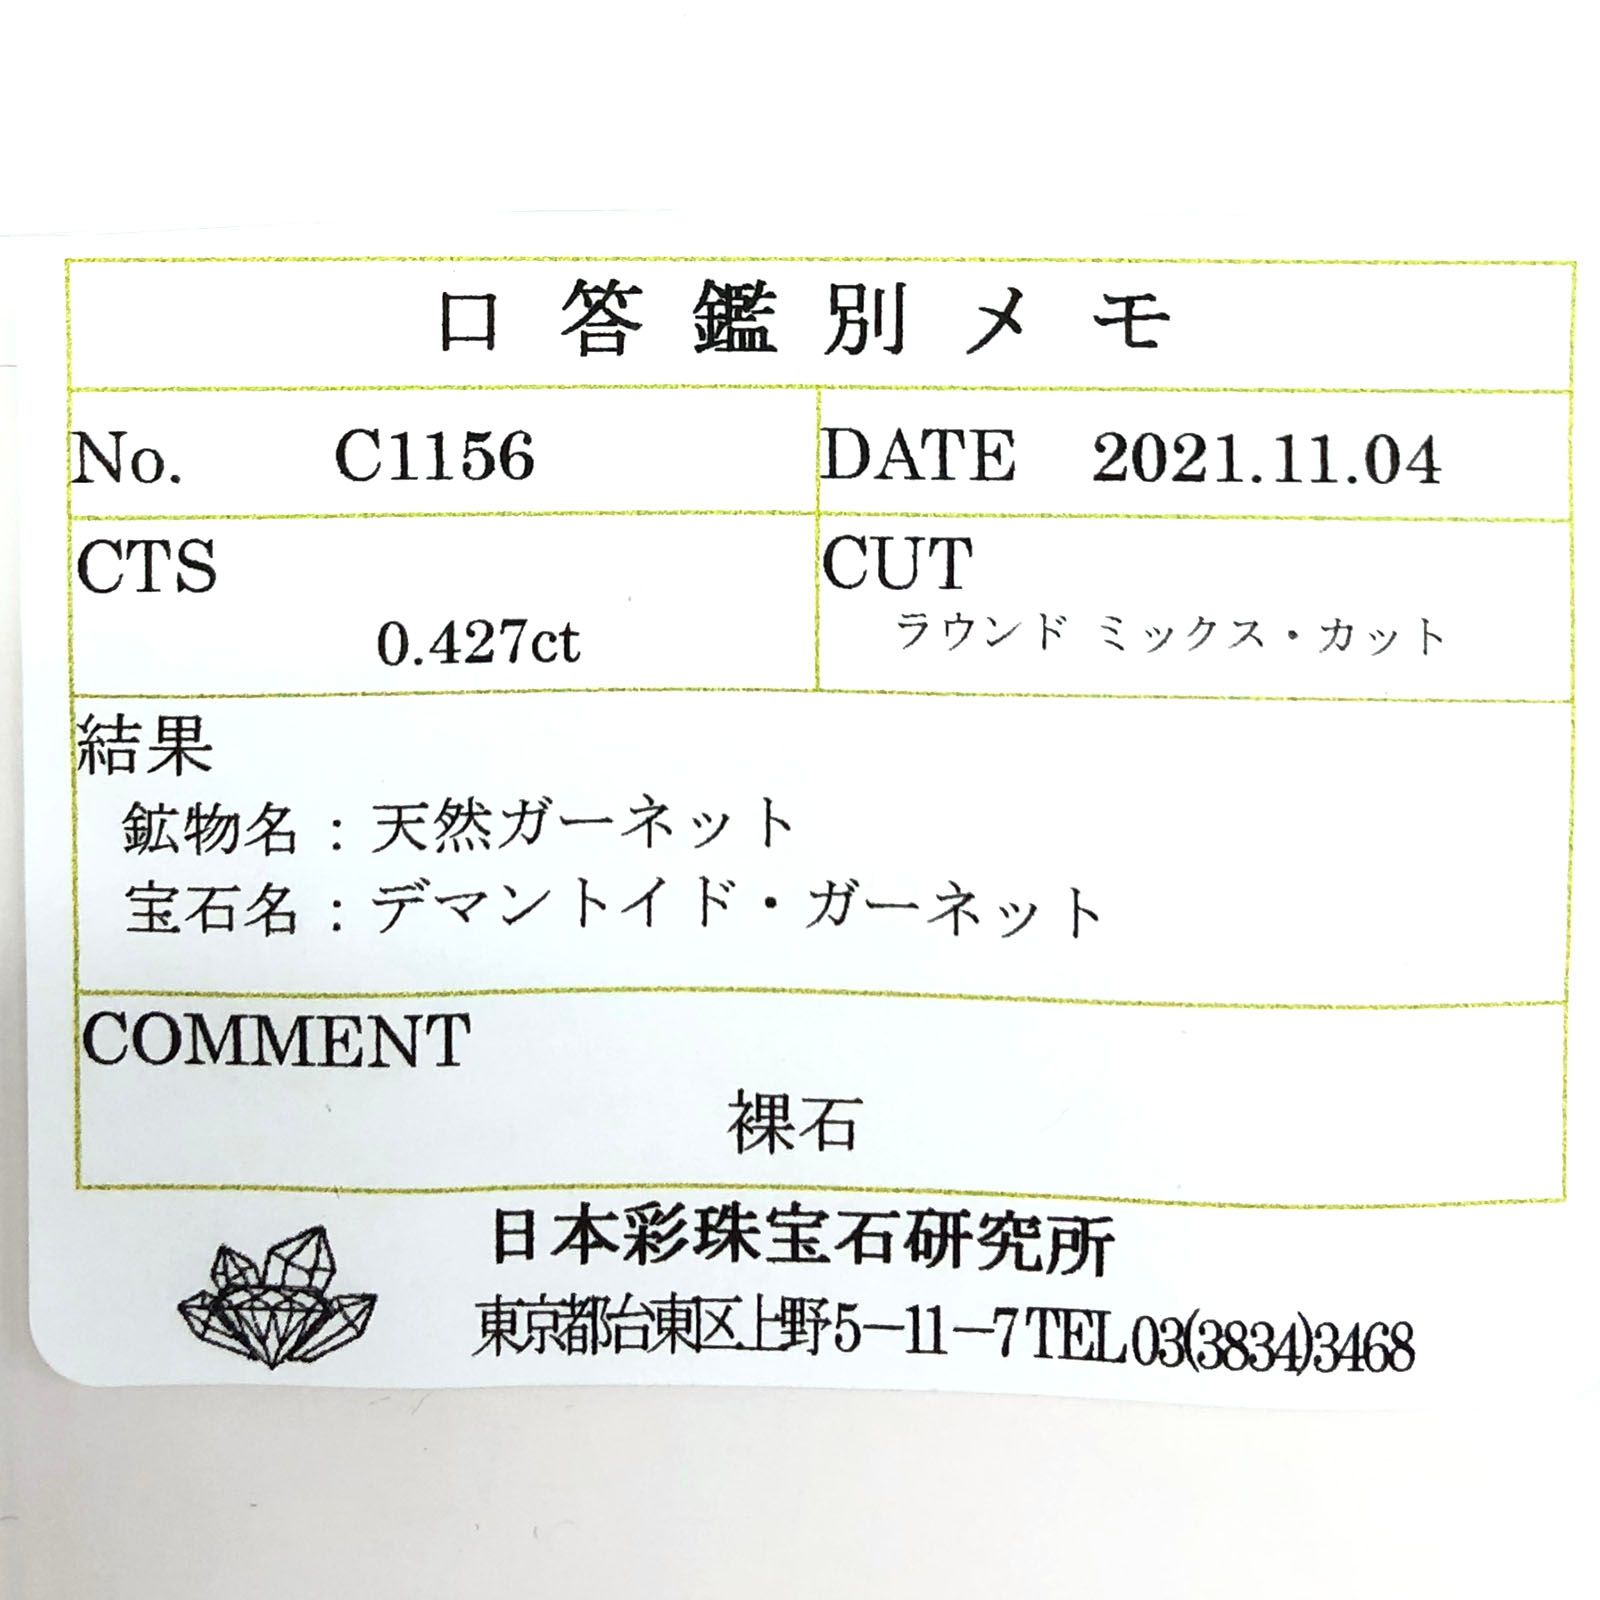 口答鑑別メモ
No. C1156
DATE 2021.11.04
CTS
0.427ct
CUT
ラウンド ミックス・カット
結果
鉱物名：天然ガーネット
宝石名：デマントイド・ガーネット
COMMENT
裸石
日本彩珠宝石研究所
東京都台東区上野5－11－7 TEL 03(3834)3468